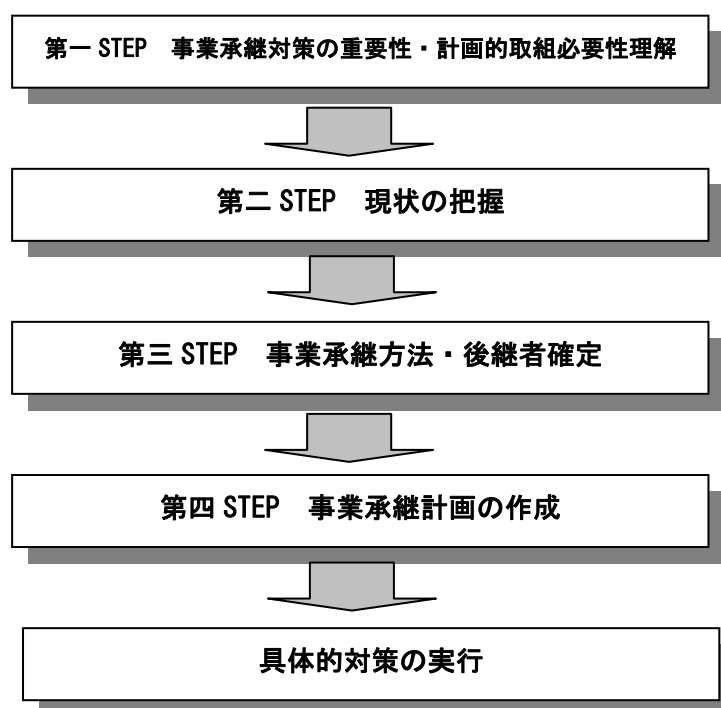 第一 STEP　事業承継対策の重要性・計画的取組必要性理解
第二 STEP　現状の把握
第三 STEP　事業承継方法・後継者確定
第四 STEP　事業承継計画の作成
具体的対策の実行